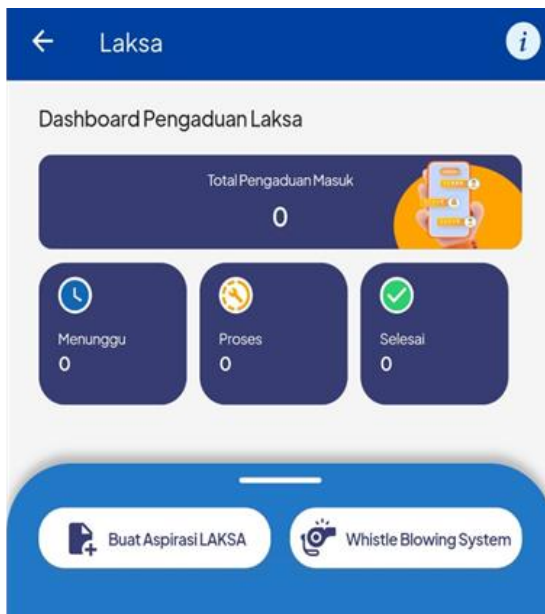 Laksa
i
Dashboard Pengaduan Laksa
Total Pengaduan Masuk
0
Menunggu
0
Proses
0
Selesai
0
Buat Aspirasi LAKSA
Whistle Blowing System